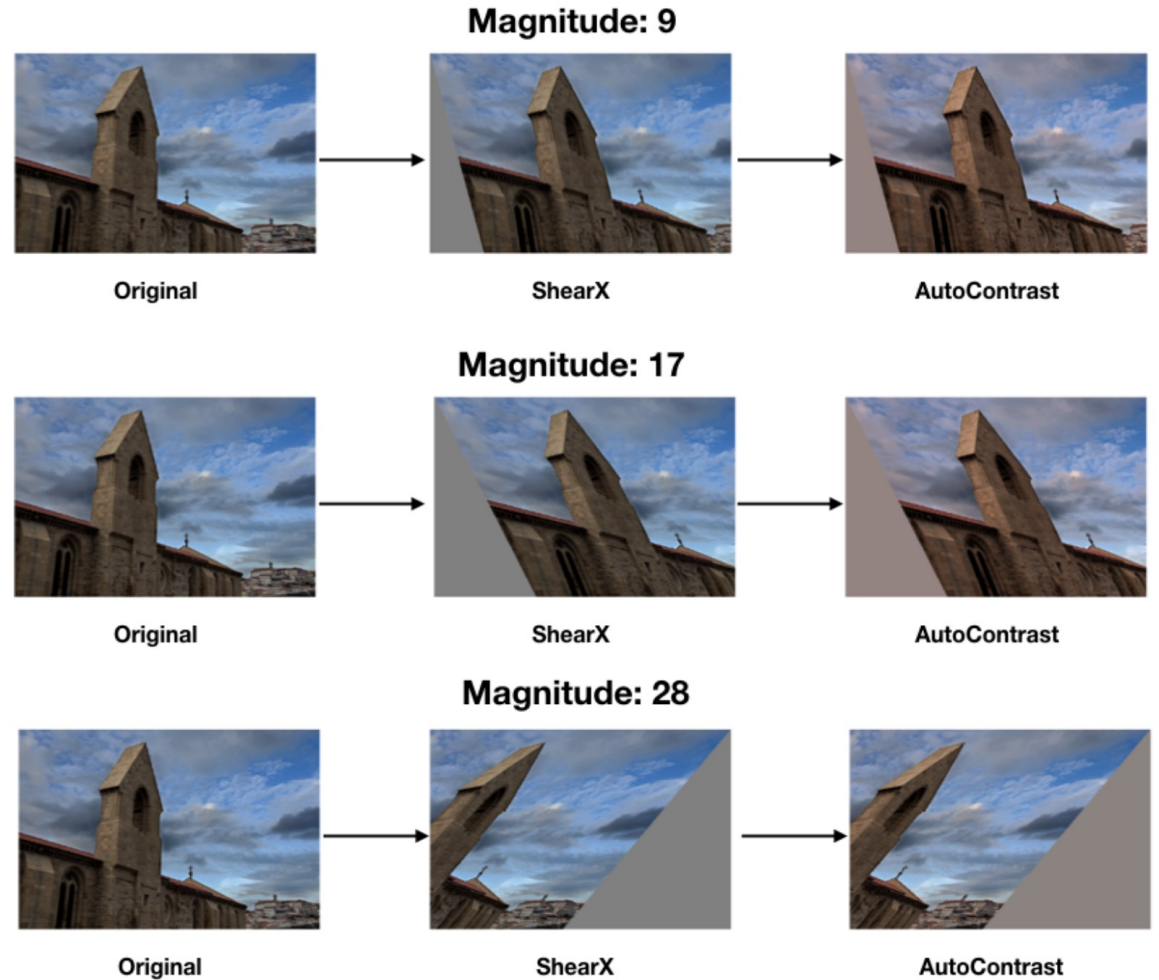 Magnitude: 9
Original
ShearX
AutoContrast
Magnitude: 17
Original
ShearX
AutoContrast
Magnitude: 28
Original
ShearX
AutoContrast